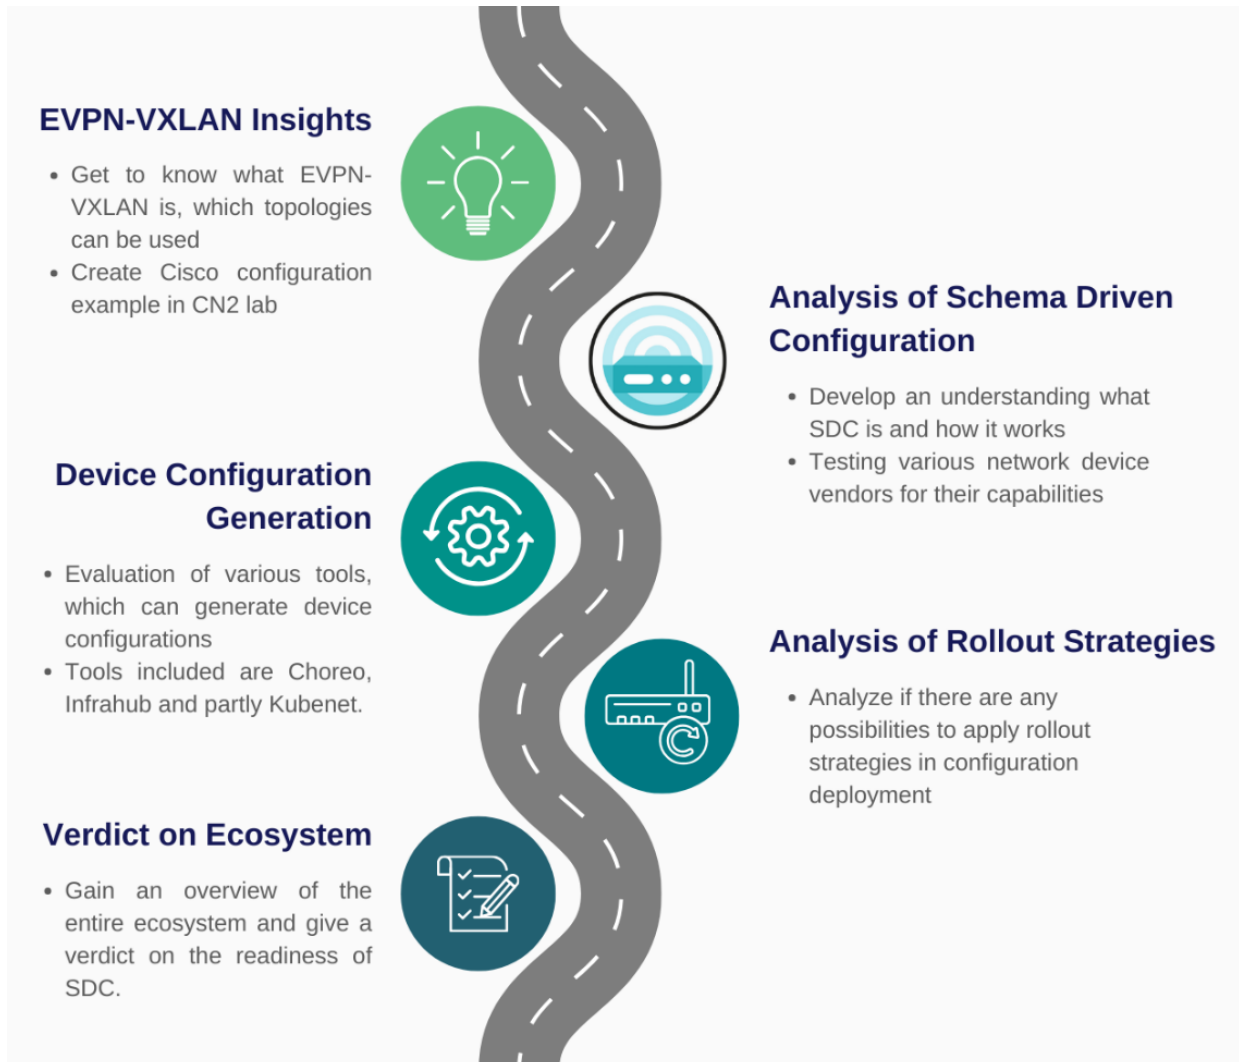 EVPN-VXLAN Insights
• Get to know what EVPN-
VXLAN is, which topologies
can be used
• Create Cisco configuration
example in CN2 lab
Analysis of Schema Driven
Configuration
• Develop an understanding what
SDC is and how it works
• Testing various network device
vendors for their capabilities
Device Configuration
Generation
• Evaluation of various tools,
which can generate device
configurations
• Tools included are Choreo,
Infrahub and partly Kubenet.
Analysis of Rollout Strategies
• Analyze if there are any
possibilities to apply rollout
strategies in configuration
deployment
Verdict on Ecosystem
• Gain an overview of the
entire ecosystem and give a
verdict on the readiness of
SDC.